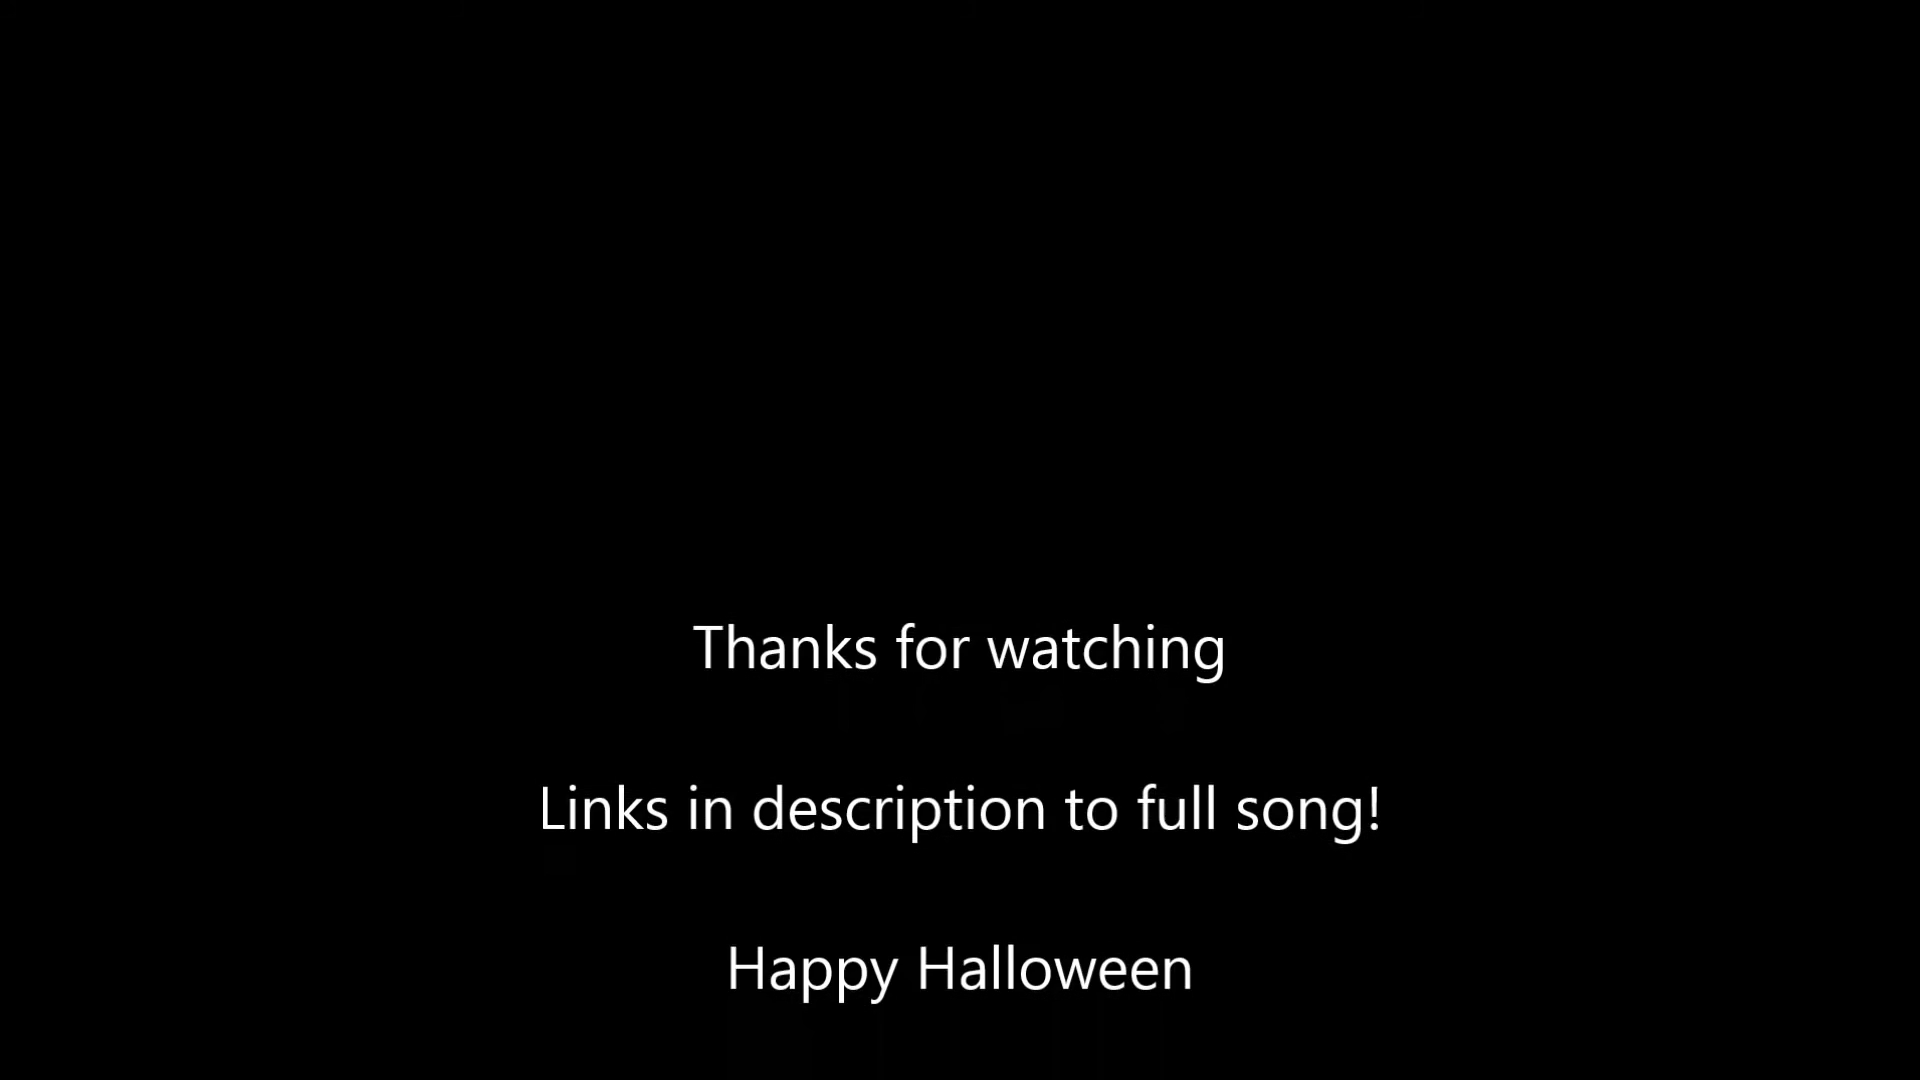 Thanks for watching
Links in description to full song!
Happy Halloween